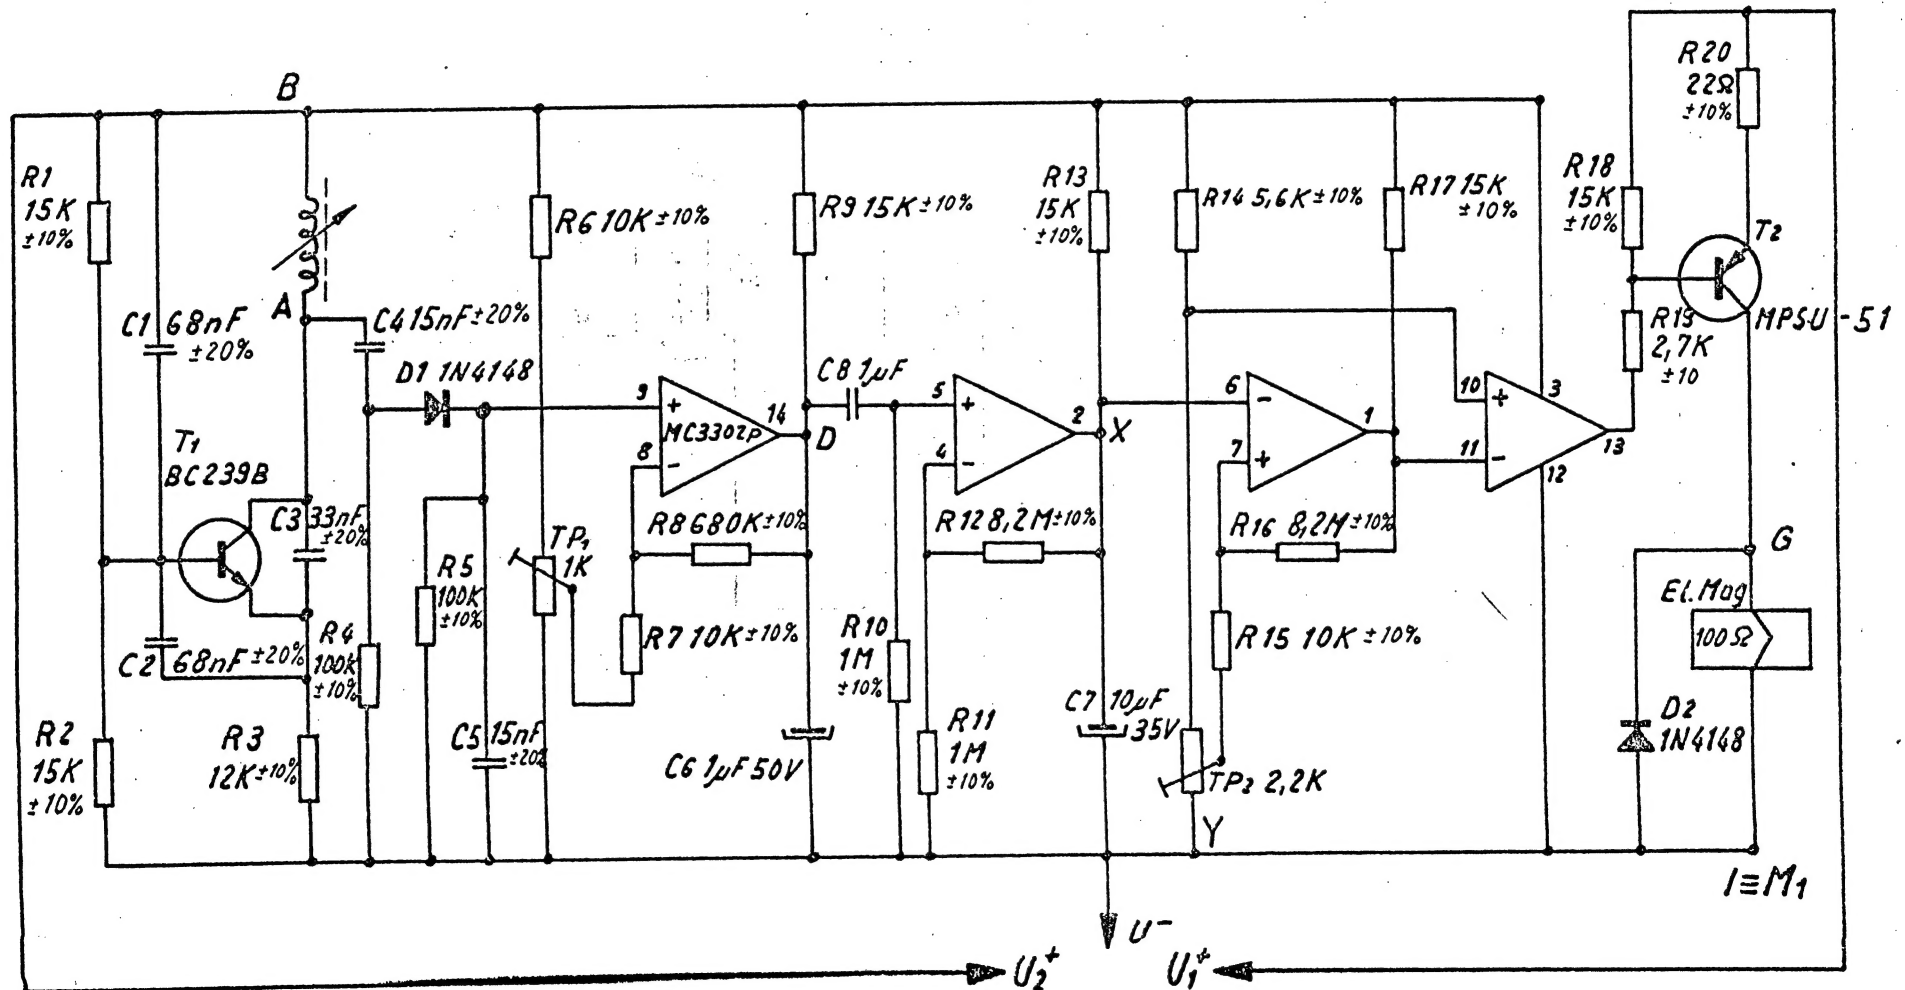 B
R1
15K
±10%
C1 68nF
±20%
A
C4 15nF ±20%
D1 1N4148
T1
BC239B
C3 33nF
±20%
C2 68nF ±20%
R2
15K
±10%
R3
12K ±10%
R4
100K
±10%
R5
100K
±10%
C5 15nF
±20%
R6 10K ±10%
TP1
1K
9
+
MC3302P
8
-
14
D
R8 680K ±10%
R7 10K ±10%
C6 1µF 50V
R9 15K ±10%
C8 1µF
R10
1M
±10%
5
+
4
-
2
X
R12 8,2M ±10%
R11
1M
±10%
C7 10µF
35V
R13
15K
±10%
R14 5,6K ±10%
6
-
7
+
1
R16 8,2M ±10%
R15 10K ±10%
TP2 2,2K
Y
R17 15K
±10%
10
+
11
-
3
12
13
R18
15K
±10%
R19
2,7K
±10
R20
22Ω
±10%
T2
MPSU-51
G
El.Mag
100Ω
D2
1N4148
I≡M1
U-
U2+
U1+